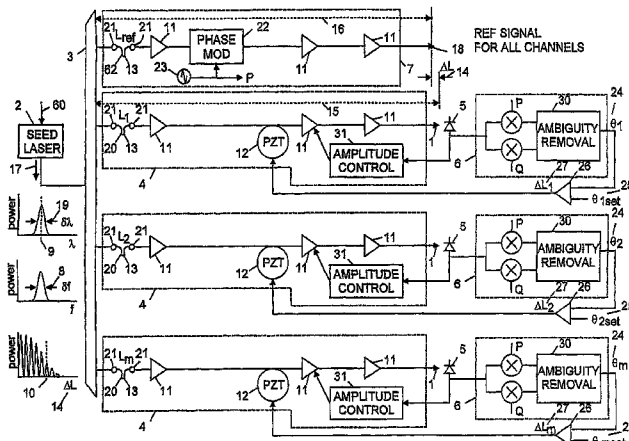 16
21 Lref 21 11 22 11 11
3
PHASE MOD
18 REF SIGNAL FOR ALL CHANNELS
62 13 23 P 11 7 ΔL 14
60
2 15
SEED LASER
21 L1 21 11 31 5 P 30 24
AMBIGUITY REMOVAL θ1
17 20 13 12 PZT AMPLITUDE CONTROL 1 6 Q 27 26 28
4 ΔL1 θ1set
power 19 δλ
9 λ
21 L2 21 11 31 11 5 P 30 24
AMBIGUITY REMOVAL θ2
power 8 δf
f
20 13 11 12 PZT AMPLITUDE CONTROL 1 6 Q 27 26
4 ΔL2 θ2set
power
10
14 ΔL
21 Lm 21 11 31 11 5 P 30 24
AMBIGUITY REMOVAL θm
20 13 11 12 PZT AMPLITUDE CONTROL 1 6 Q 27 26
4 ΔLm